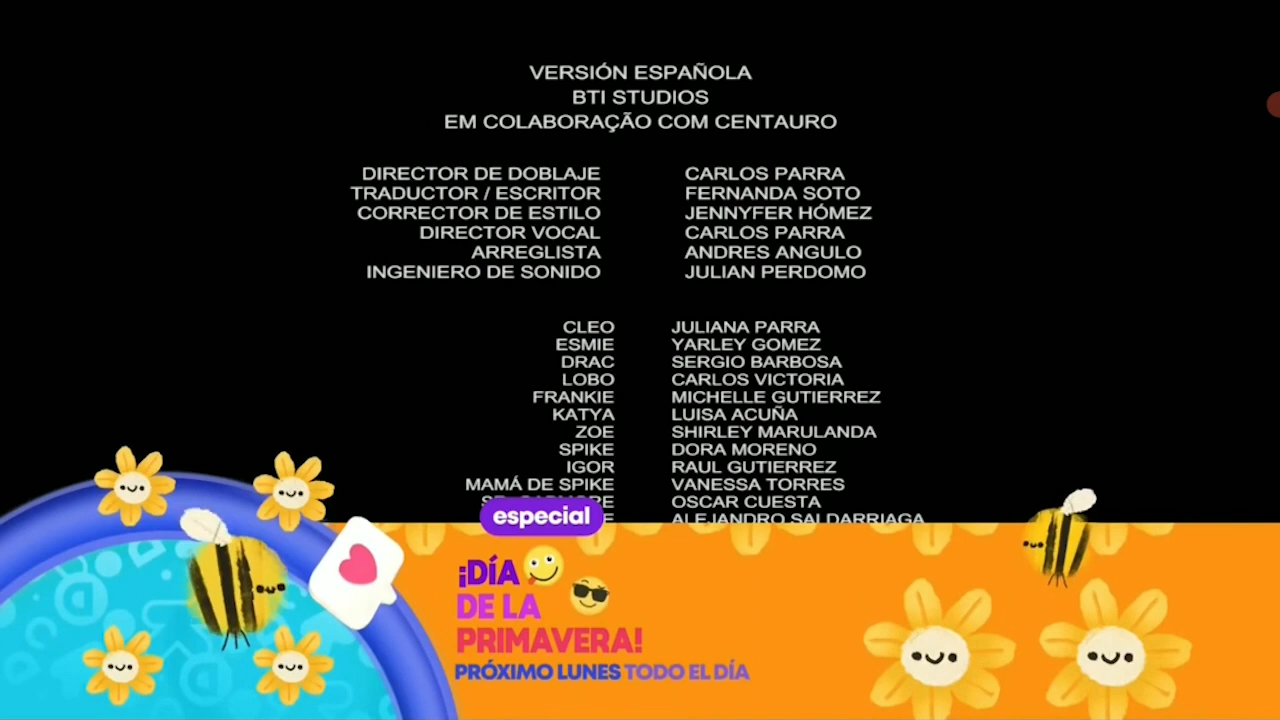 VERSIÓN ESPAÑOLA
BTI STUDIOS
EM COLABORAÇÃO COM CENTAURO
DIRECTOR DE DOBLAJE CARLOS PARRA
TRADUCTOR / ESCRITOR FERNANDA SOTO
CORRECTOR DE ESTILO JENNYFER HÓMEZ
DIRECTOR VOCAL CARLOS PARRA
ARREGLISTA ANDRES ANGULO
INGENIERO DE SONIDO JULIAN PERDOMO
CLEO JULIANA PARRA
ESMIE YARLEY GOMEZ
DRAC SERGIO BARBOSA
LOBO CARLOS VICTORIA
FRANKIE MICHELLE GUTIERREZ
KATYA LUISA ACUÑA
ZOE SHIRLEY MARULANDA
SPIKE DORA MORENO
IGOR RAUL GUTIERREZ
MAMÁ DE SPIKE VANESSA TORRES
OSCAR CUESTA
ALEJANDRO SALDARRIAGA
especial
¡DÍA
DE LA
PRIMAVERA!
PRÓXIMO LUNES TODO EL DÍA